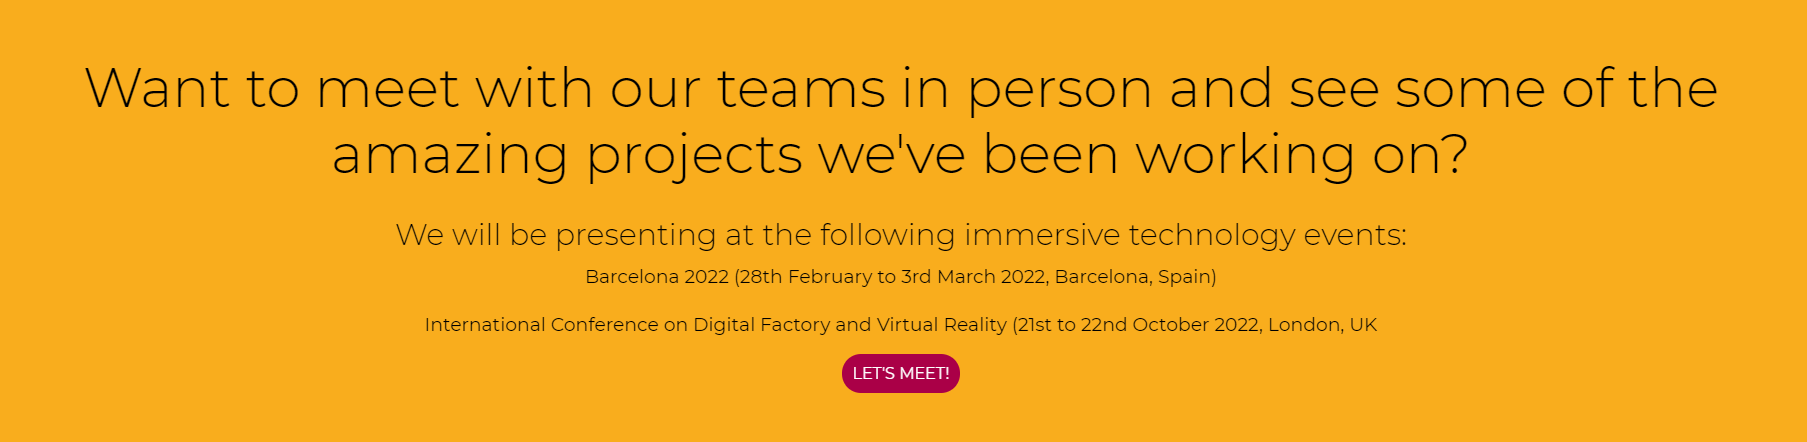 Want to meet with our teams in person and see some of the
amazing projects we've been working on?
We will be presenting at the following immersive technology events:
Barcelona 2022 (28th February to 3rd March 2022, Barcelona, Spain)
International Conference on Digital Factory and Virtual Reality (21st to 22nd October 2022, London, UK
LET'S MEET!